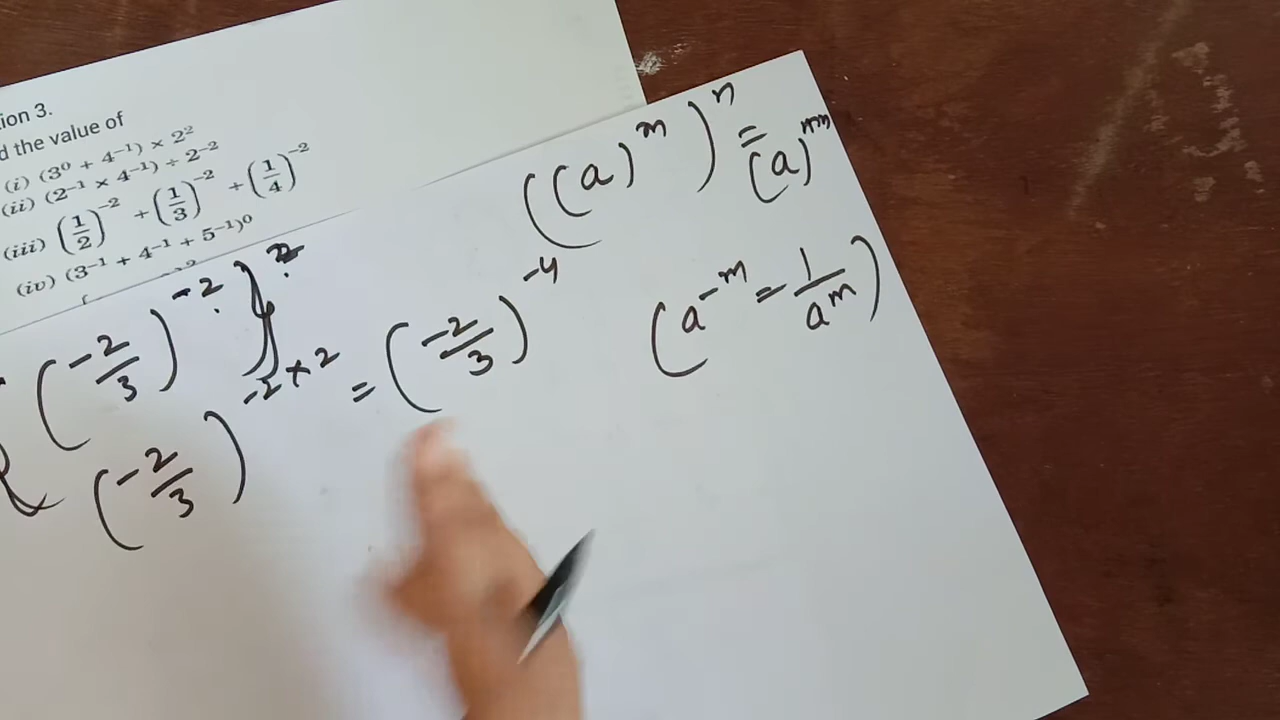 ion 3.
d the value of
(i) (3⁰ + 4⁻¹) × 2²
(ii) (2⁻¹ × 4⁻¹) ÷ 2⁻²
(iii) (1/2)⁻² + (1/3)⁻² + (1/4)⁻²
(iv) (3⁻¹ + 4⁻¹ + 5⁻¹)⁰
((a)ᵐ)ⁿ = (a)ᵐⁿ
(a⁻ᵐ = 1/aᵐ)
{(-2/3)⁻²}² 
(-2/3)^(-2×2) = (-2/3)⁻⁴